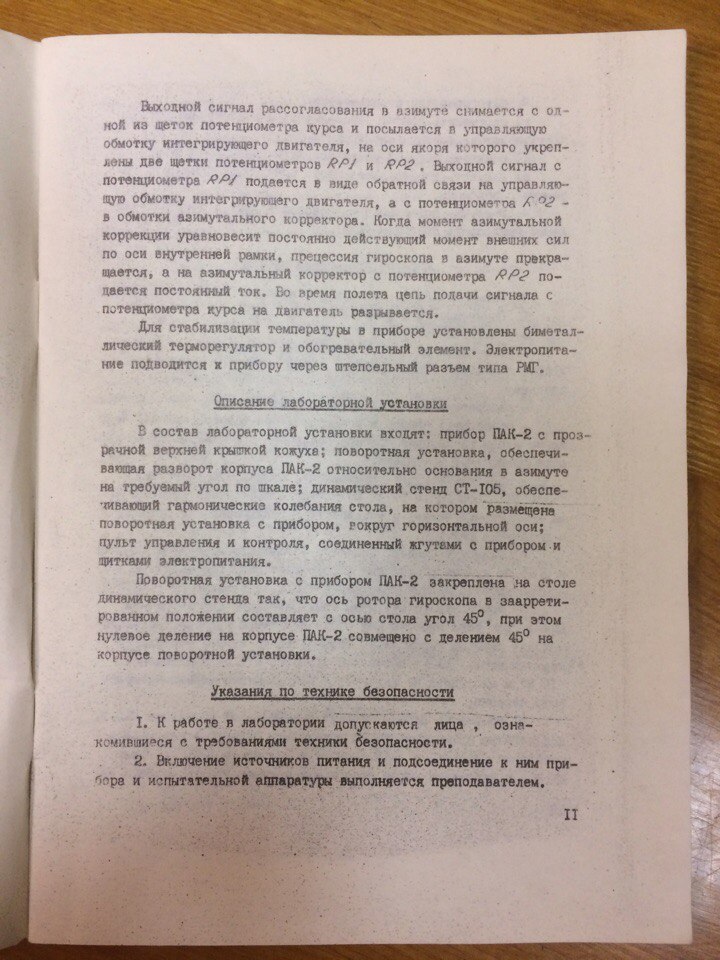 Выходной сигнал рассогласования в азимуте снимается с од-
ной из щеток потенциометра курса и посылается в управляющую
обмотку интегрирующего двигателя, на оси якоря которого укреп-
лены две щетки потенциометров RP1 и RP2. Выходной сигнал с
потенциометра RP1 подается в виде обратной связи на управляю-
щую обмотку интегрирующего двигателя, а с потенциометра RP2 -
в обмотки азимутального корректора. Когда момент азимутальной
коррекции уравновесит постоянно действующий момент внешних сил
по оси внутренней рамки, прецессия гироскопа в азимуте прекра-
щается, а на азимутальный корректор с потенциометра RP2 по-
дается постоянный ток. Во время полета цепь подачи сигнала с
потенциометра курса на двигатель разрывается.
Для стабилизации температуры в приборе установлены биметал-
лический терморегулятор и обогревательный элемент. Электропита-
ние подводится к прибору через штепсельный разъем типа РМГ.
Описание лабораторной установки
В состав лабораторной установки входят: прибор ПАК-2 с проз-
рачной верхней крышкой кожуха; поворотная установка, обеспечи-
вающая разворот корпуса ПАК-2 относительно основания в азимуте
на требуемый угол по шкале; динамический стенд СТ-105, обеспе-
чивающий гармонические колебания стола, на котором размещена
поворотная установка с прибором, вокруг горизонтальной оси;
пульт управления и контроля, соединенный жгутами с прибором и
щитками электропитания.
Поворотная установка с прибором ПАК-2 закреплена на столе
динамического стенда так, что ось ротора гироскопа в заарретли-
рованном положении составляет с осью стола угол 45°, при этом
нулевое деление на корпусе ПАК-2 совмещено с делением 45° на
корпусе поворотной установки.
Указания по технике безопасности
1. К работе в лаборатории допускаются лица, озна-
комившиеся с требованиями техники безопасности.
2. Включение источников питания и подсоединение к ним при-
бора и испытательной аппаратуры выполняется преподавателем.
II